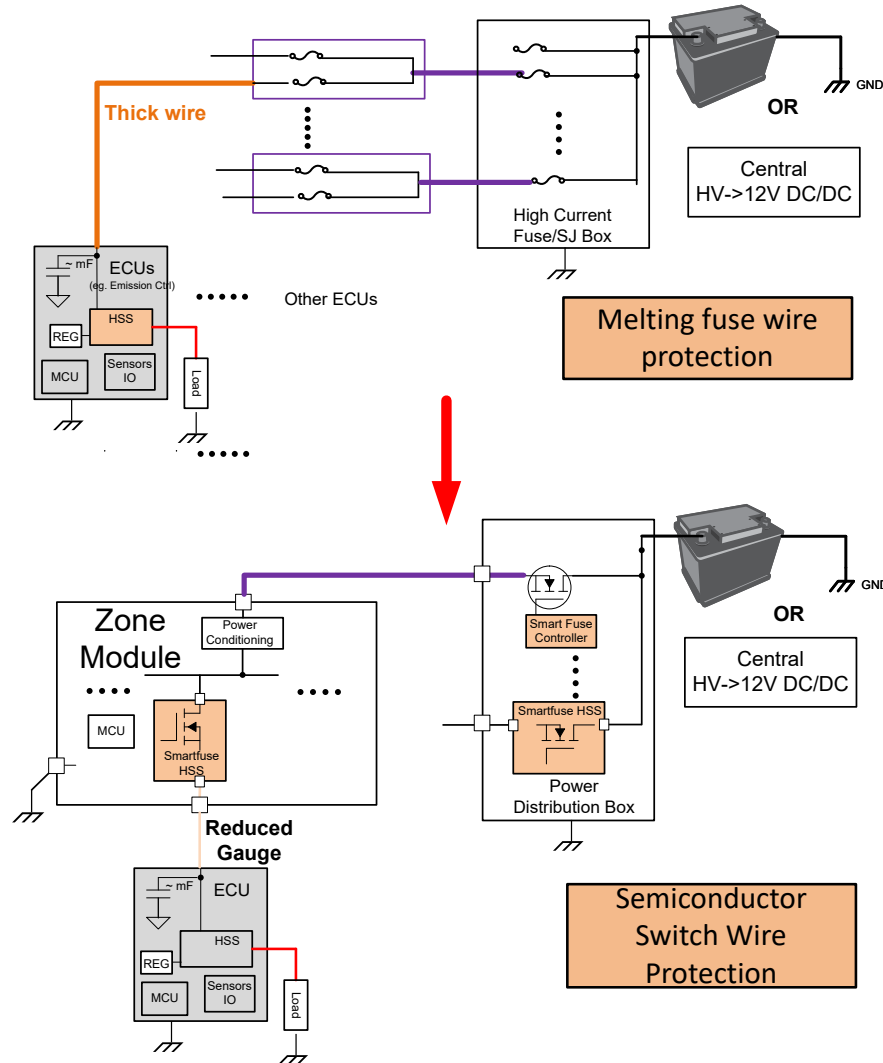 GND
OR
Thick wire
Central
HV->12V DC/DC
High Current
Fuse/SJ Box
~ mF
ECUs
(eg. Emission Ctrl)
Other ECUs
HSS
REG
MCU
Sensors
IO
Load
Melting fuse wire
protection
GND
OR
Zone
Module
Power
Conditioning
Smart Fuse
Controller
Central
HV->12V DC/DC
MCU
Smartfuse
HSS
Smartfuse HSS
Power
Distribution Box
Reduced
Gauge
~ mF
ECU
HSS
REG
MCU
Sensors
IO
Load
Semiconductor
Switch Wire
Protection